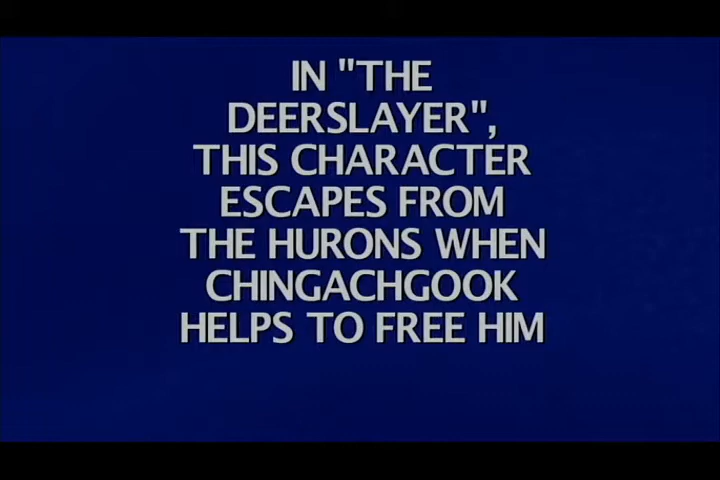 IN "THE
DEERSLAYER",
THIS CHARACTER
ESCAPES FROM
THE HURONS WHEN
CHINGACHGOOK
HELPS TO FREE HIM